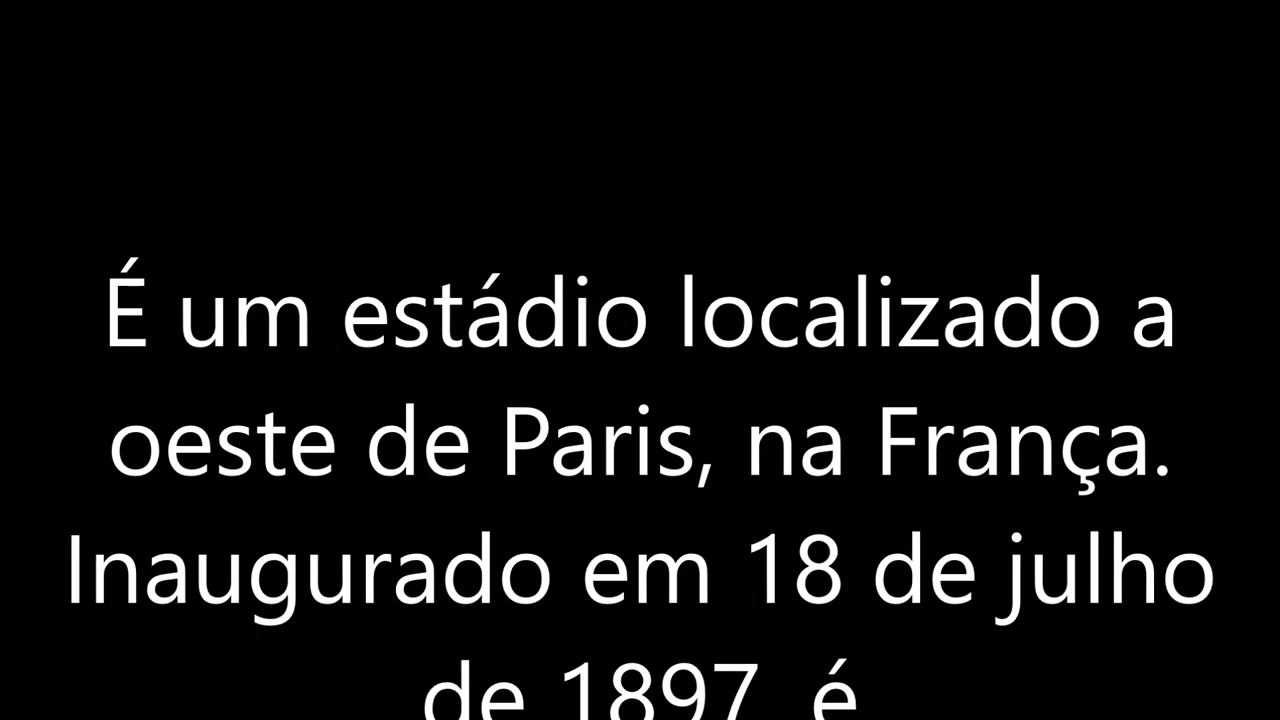 É um estádio localizado a
oeste de Paris, na França.
Inaugurado em 18 de julho
de 1897, é